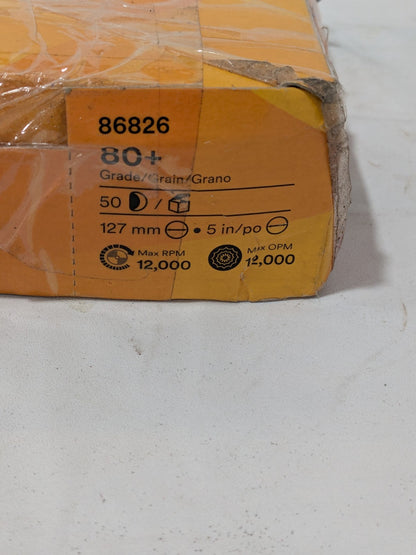 86826
80+
Grade/Grain/Grano
50 /
127 mm • 5 in/po
Max RPM
12,000
Max OPM
12,000